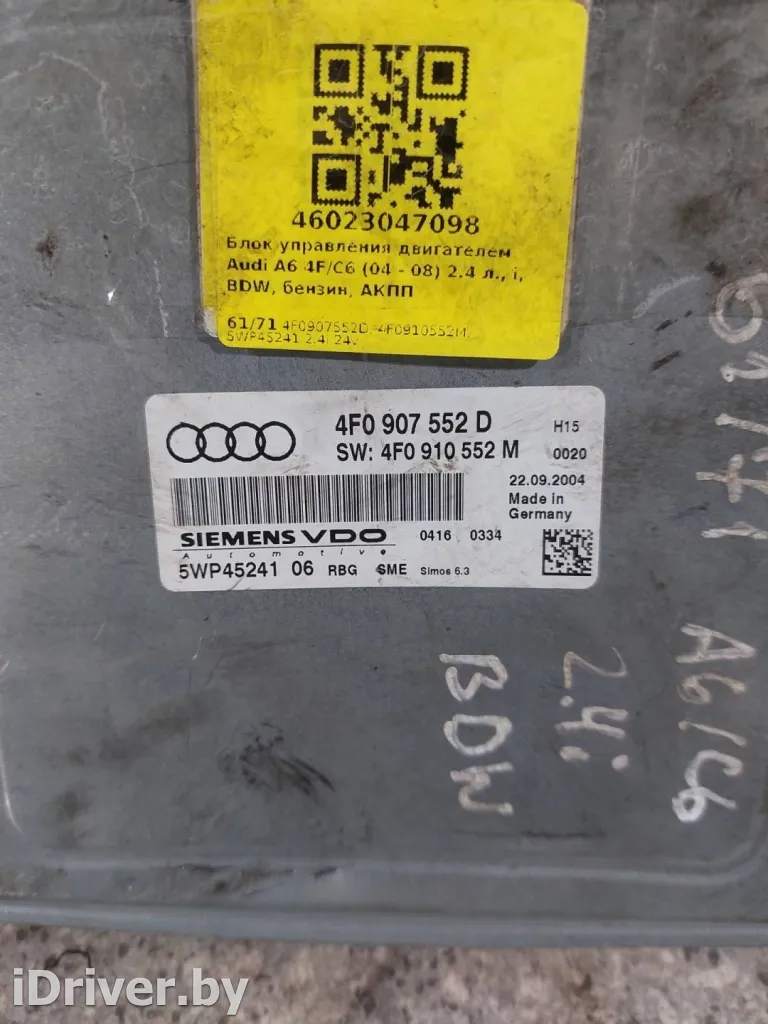 46023047098
Блок управления двигателем
Audi A6 4F/C6 (04 - 08) 2.4 л., i,
BDW, бензин, АКПП
61/71 4F0907552D, 4F0910552M,
5WP45241 2.4i 24v
4F0 907 552 D H15
SW: 4F0 910 552 M 0020
22.09.2004
Made in
Germany
SIEMENS VDO 0416 0334
Automotive
5WP45241 06 RBG SME Simos 6.3
61/71
A6/C6
2.4i
BDW
iDriver.by